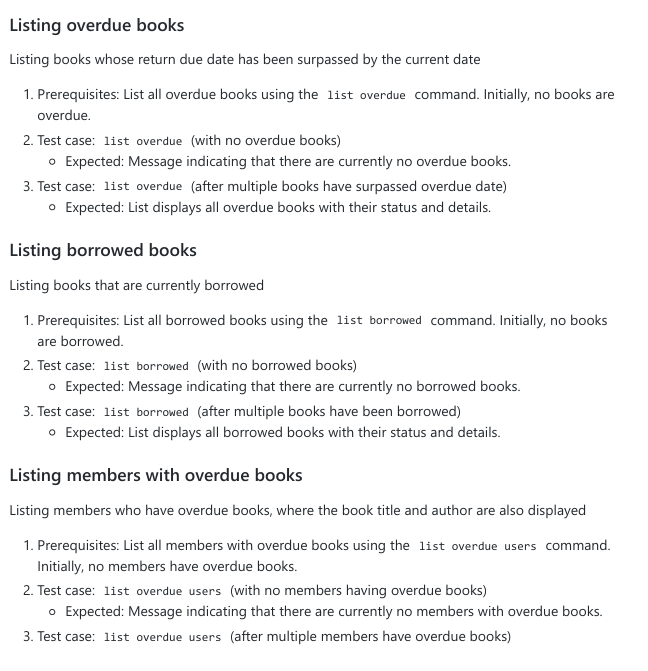 Listing overdue books
Listing books whose return due date has been surpassed by the current date
1. Prerequisites: List all overdue books using the list overdue command. Initially, no books are
overdue.
2. Test case: list overdue (with no overdue books)
○ Expected: Message indicating that there are currently no overdue books.
3. Test case: list overdue (after multiple books have surpassed overdue date)
○ Expected: List displays all overdue books with their status and details.
Listing borrowed books
Listing books that are currently borrowed
1. Prerequisites: List all borrowed books using the list borrowed command. Initially, no books
are borrowed.
2. Test case: list borrowed (with no borrowed books)
○ Expected: Message indicating that there are currently no borrowed books.
3. Test case: list borrowed (after multiple books have been borrowed)
○ Expected: List displays all borrowed books with their status and details.
Listing members with overdue books
Listing members who have overdue books, where the book title and author are also displayed
1. Prerequisites: List all members with overdue books using the list overdue users command.
Initially, no members have overdue books.
2. Test case: list overdue users (with no members having overdue books)
○ Expected: Message indicating that there are currently no members with overdue books.
3. Test case: list overdue users (after multiple members have overdue books)